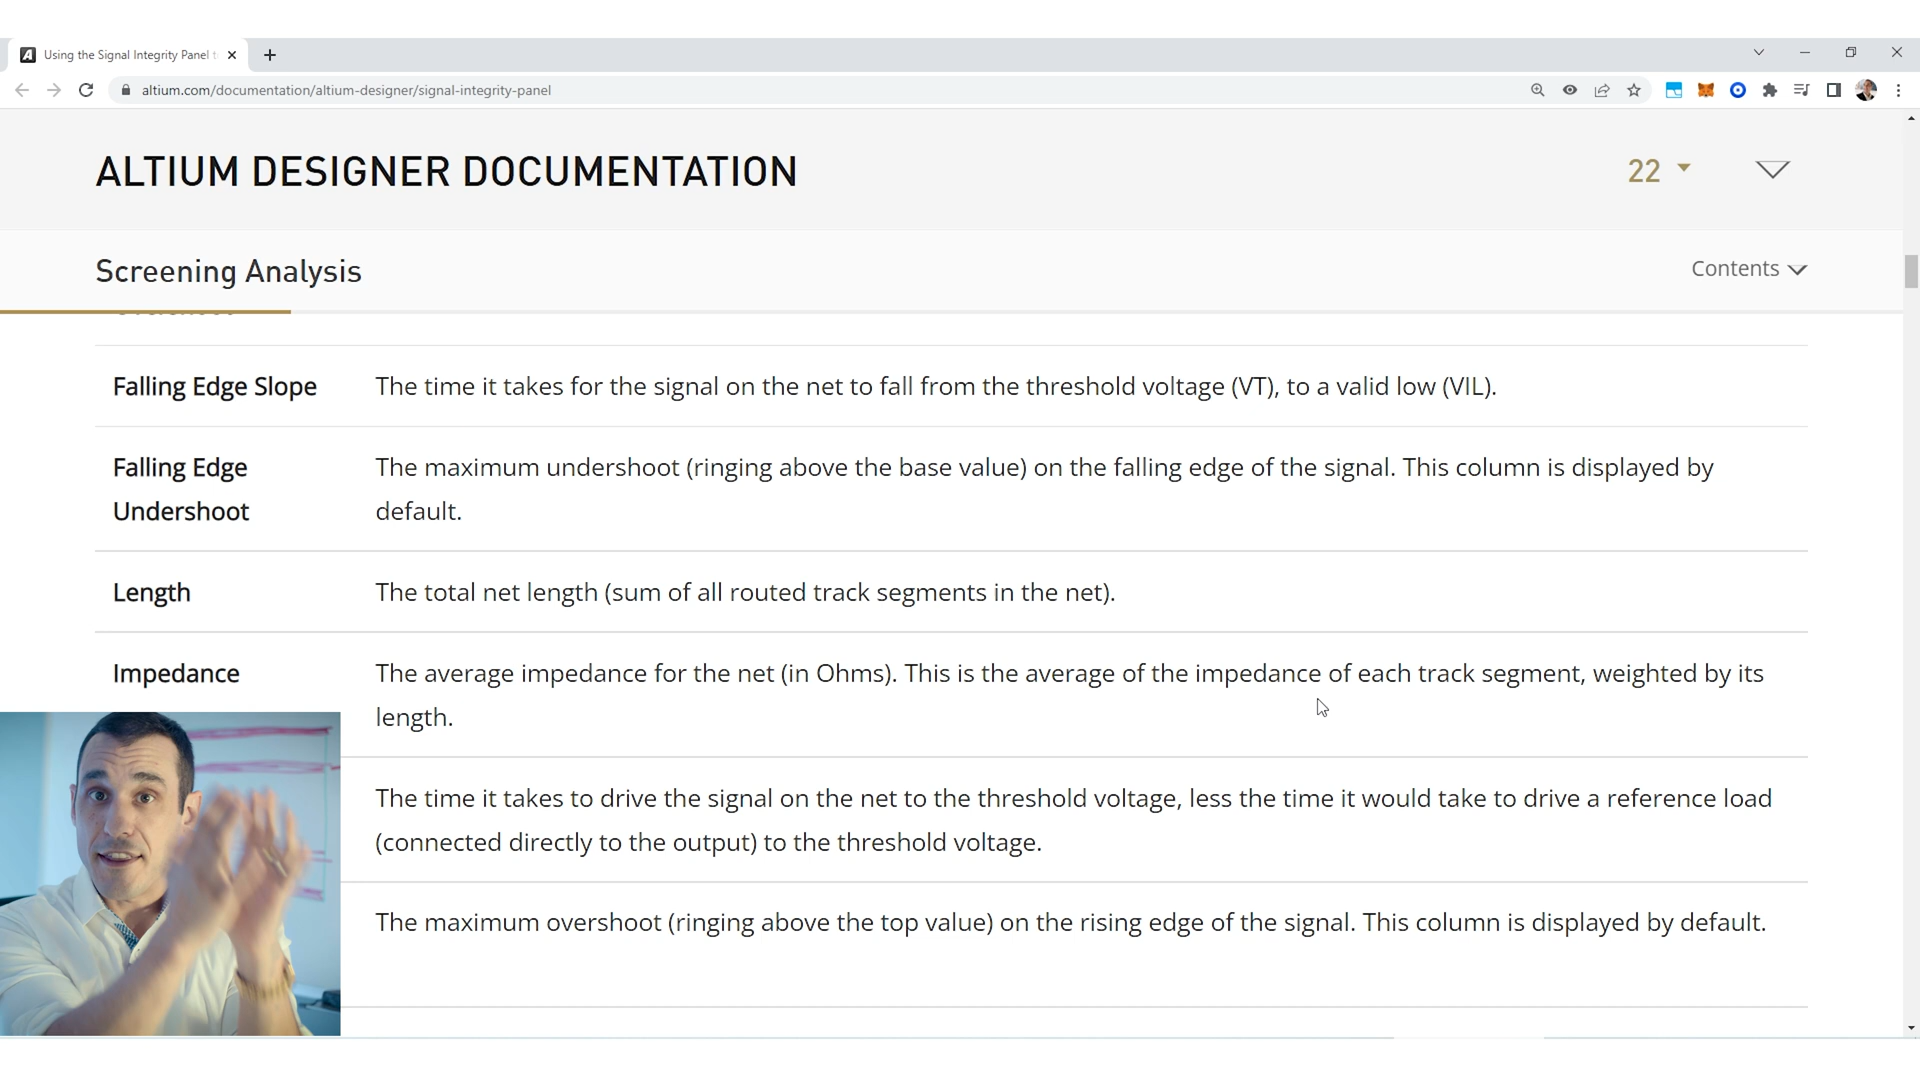 Using the Signal Integrity Panel
altium.com/documentation/altium-designer/signal-integrity-panel
ALTIUM DESIGNER DOCUMENTATION
22
Screening Analysis
Contents
Falling Edge Slope
The time it takes for the signal on the net to fall from the threshold voltage (VT), to a valid low (VIL).
Falling Edge
Undershoot
The maximum undershoot (ringing above the base value) on the falling edge of the signal. This column is displayed by
default.
Length
The total net length (sum of all routed track segments in the net).
Impedance
The average impedance for the net (in Ohms). This is the average of the impedance of each track segment, weighted by its
length.
The time it takes to drive the signal on the net to the threshold voltage, less the time it would take to drive a reference load
(connected directly to the output) to the threshold voltage.
The maximum overshoot (ringing above the top value) on the rising edge of the signal. This column is displayed by default.